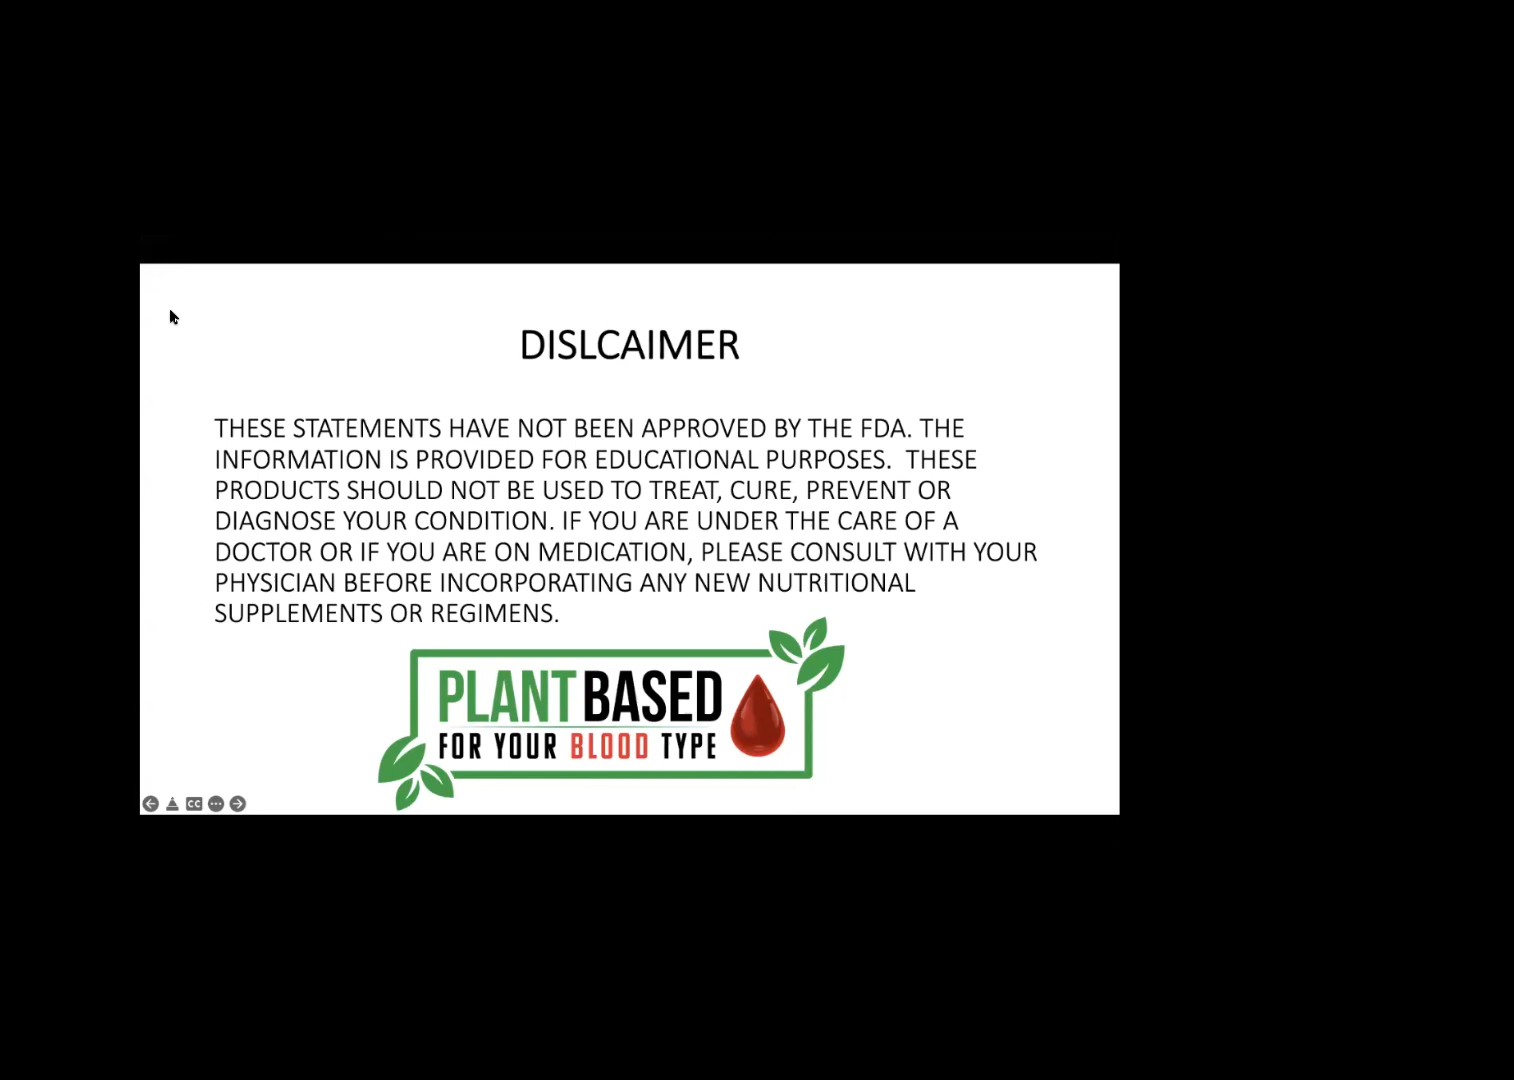 DISLCAIMER
THESE STATEMENTS HAVE NOT BEEN APPROVED BY THE FDA. THE
INFORMATION IS PROVIDED FOR EDUCATIONAL PURPOSES.  THESE
PRODUCTS SHOULD NOT BE USED TO TREAT, CURE, PREVENT OR
DIAGNOSE YOUR CONDITION. IF YOU ARE UNDER THE CARE OF A
DOCTOR OR IF YOU ARE ON MEDICATION, PLEASE CONSULT WITH YOUR
PHYSICIAN BEFORE INCORPORATING ANY NEW NUTRITIONAL
SUPPLEMENTS OR REGIMENS.
PLANT BASED
FOR YOUR BLOOD TYPE
CC